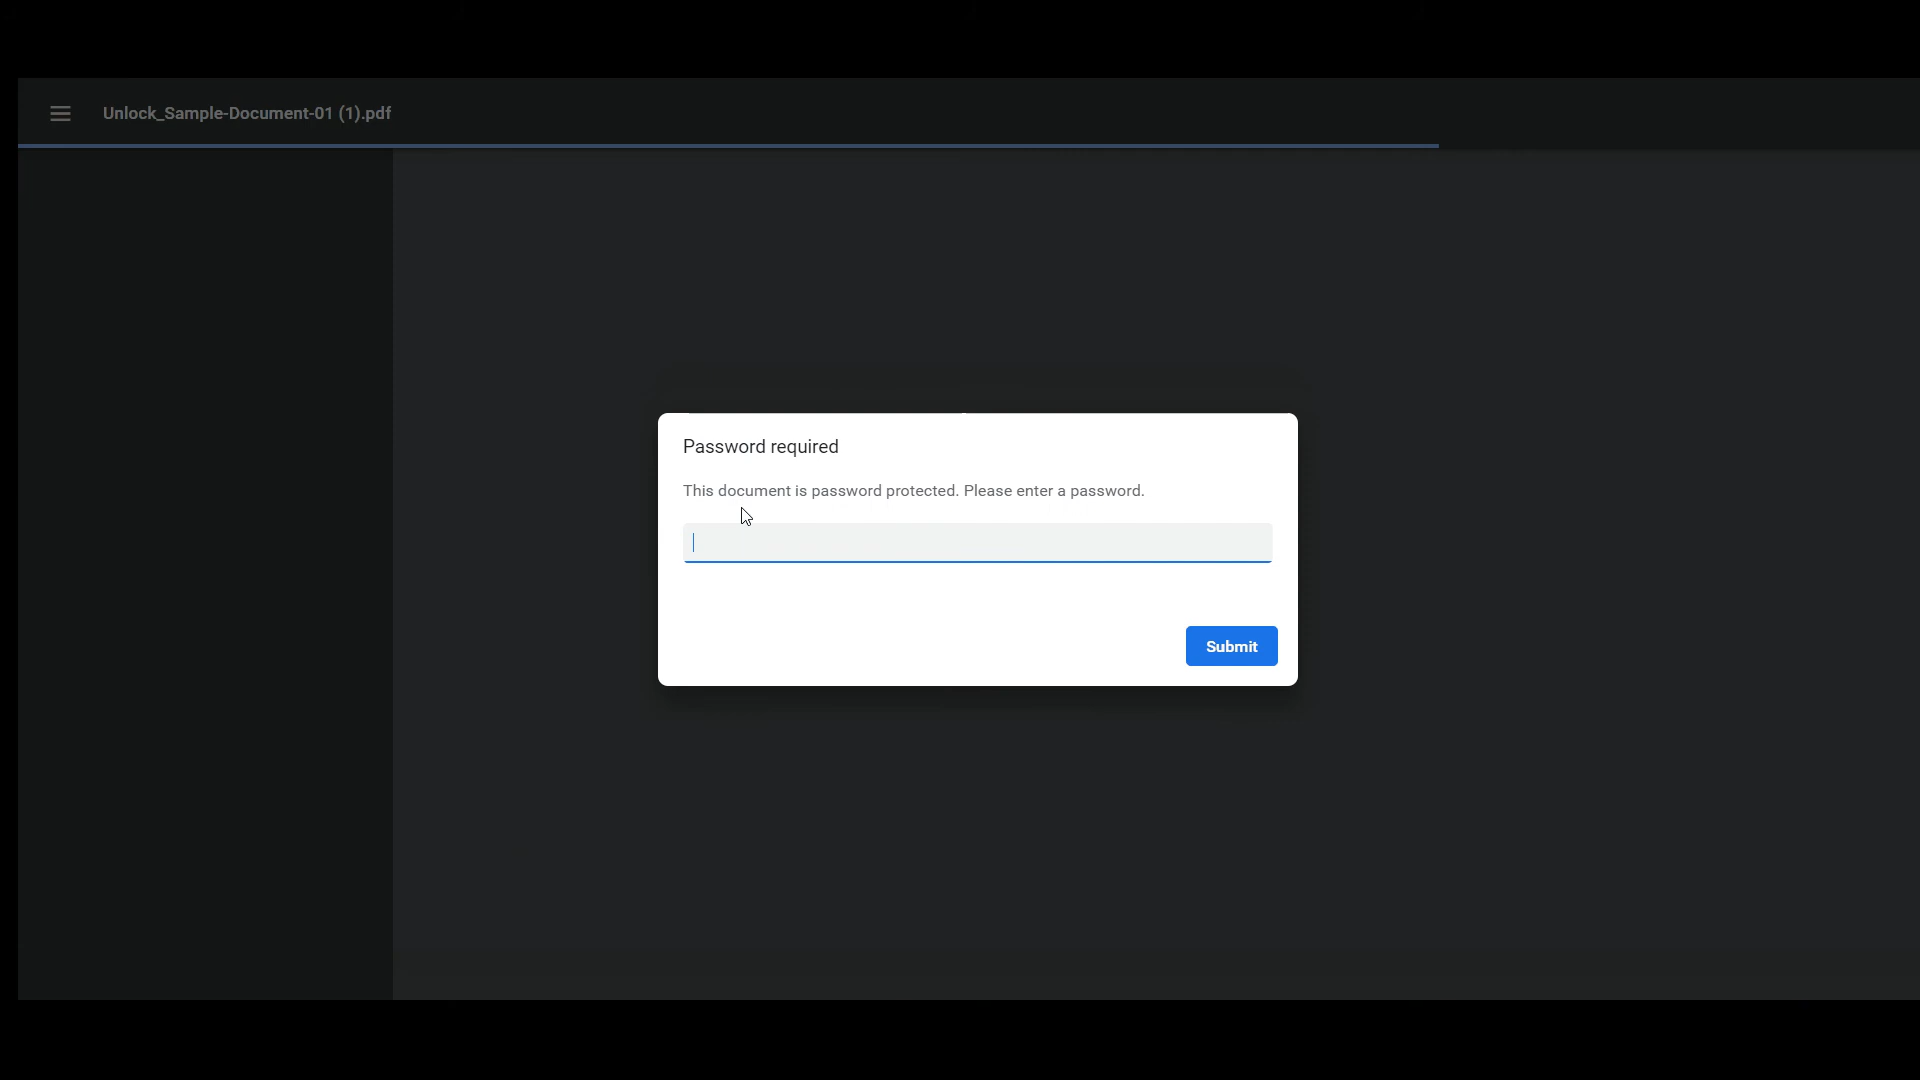 Unlock_Sample-Document-01 (1).pdf
Password required
This document is password protected. Please enter a password.
Submit